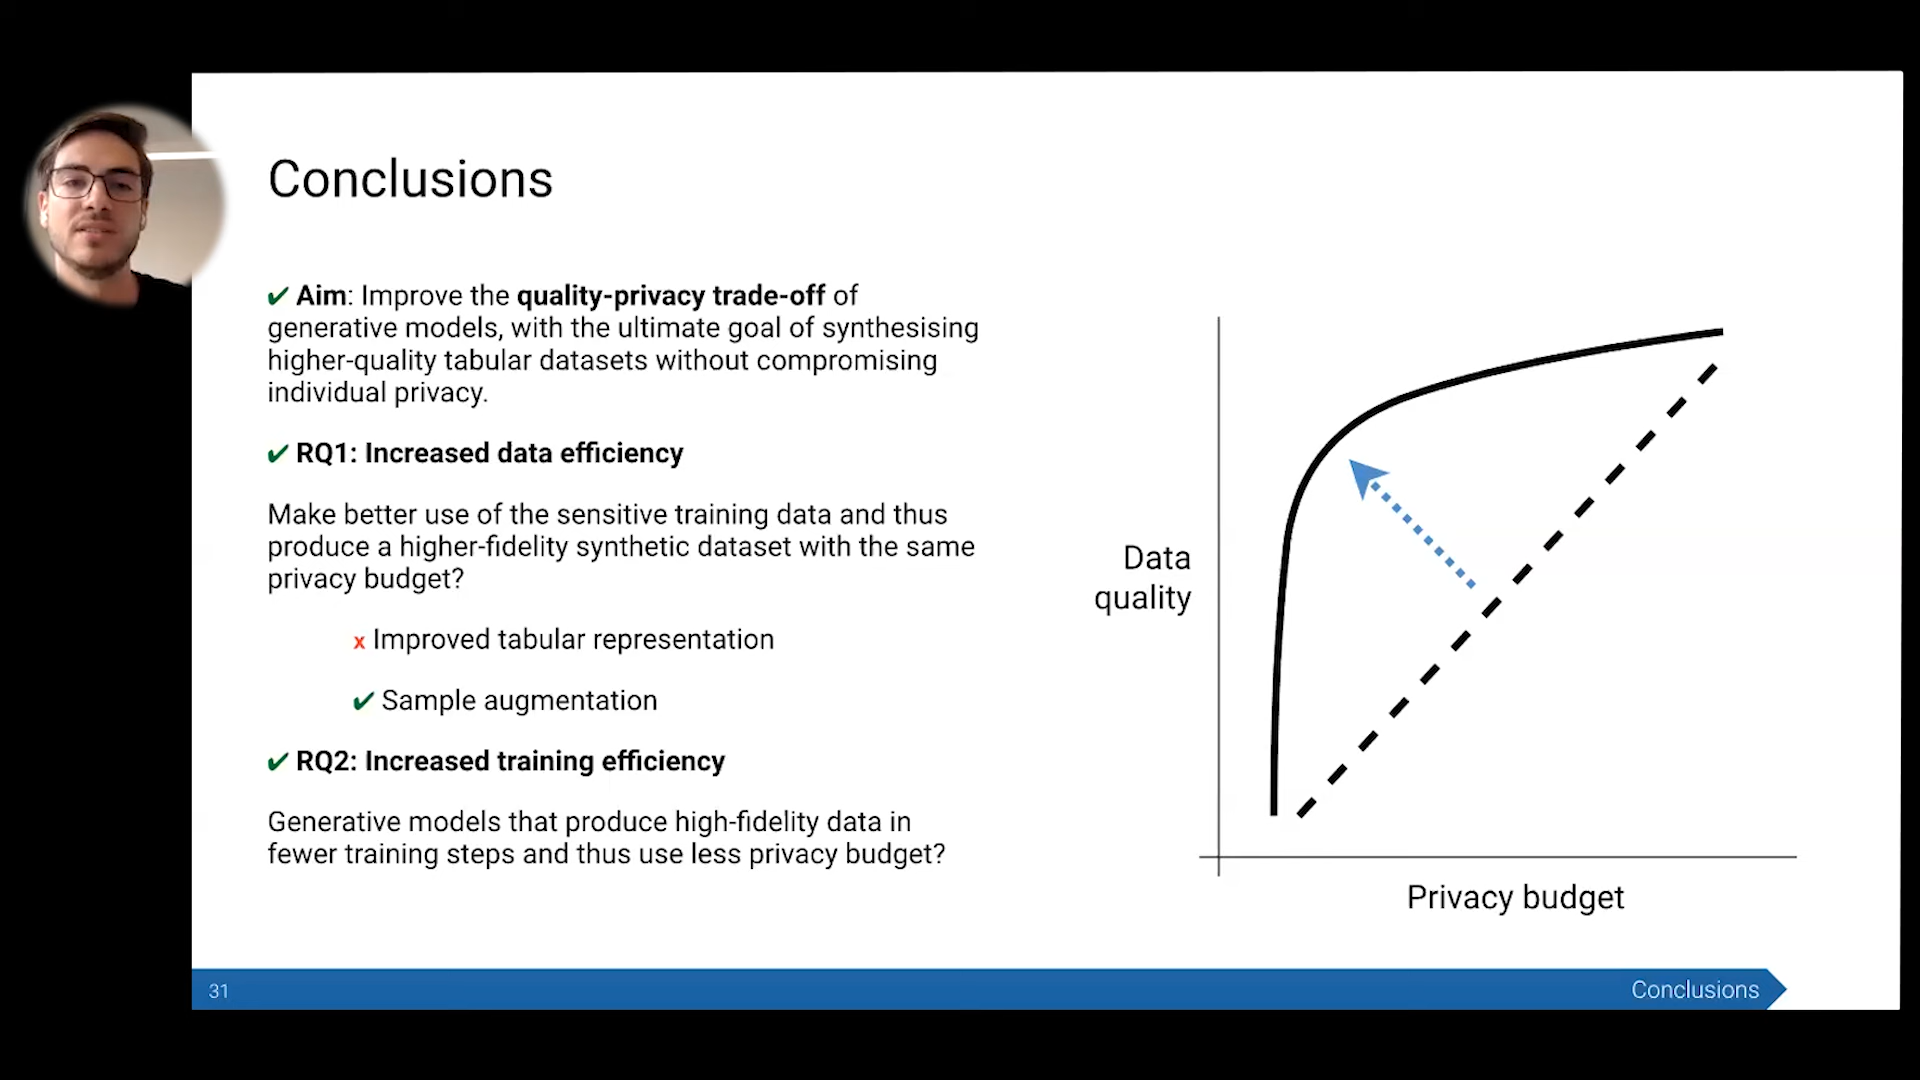 Conclusions
✔ Aim: Improve the quality-privacy trade-off of
generative models, with the ultimate goal of synthesising
higher-quality tabular datasets without compromising
individual privacy.
✔ RQ1: Increased data efficiency
Make better use of the sensitive training data and thus
produce a higher-fidelity synthetic dataset with the same
privacy budget?
x Improved tabular representation
✔ Sample augmentation
✔ RQ2: Increased training efficiency
Generative models that produce high-fidelity data in
fewer training steps and thus use less privacy budget?
Data
quality
Privacy budget
31
Conclusions